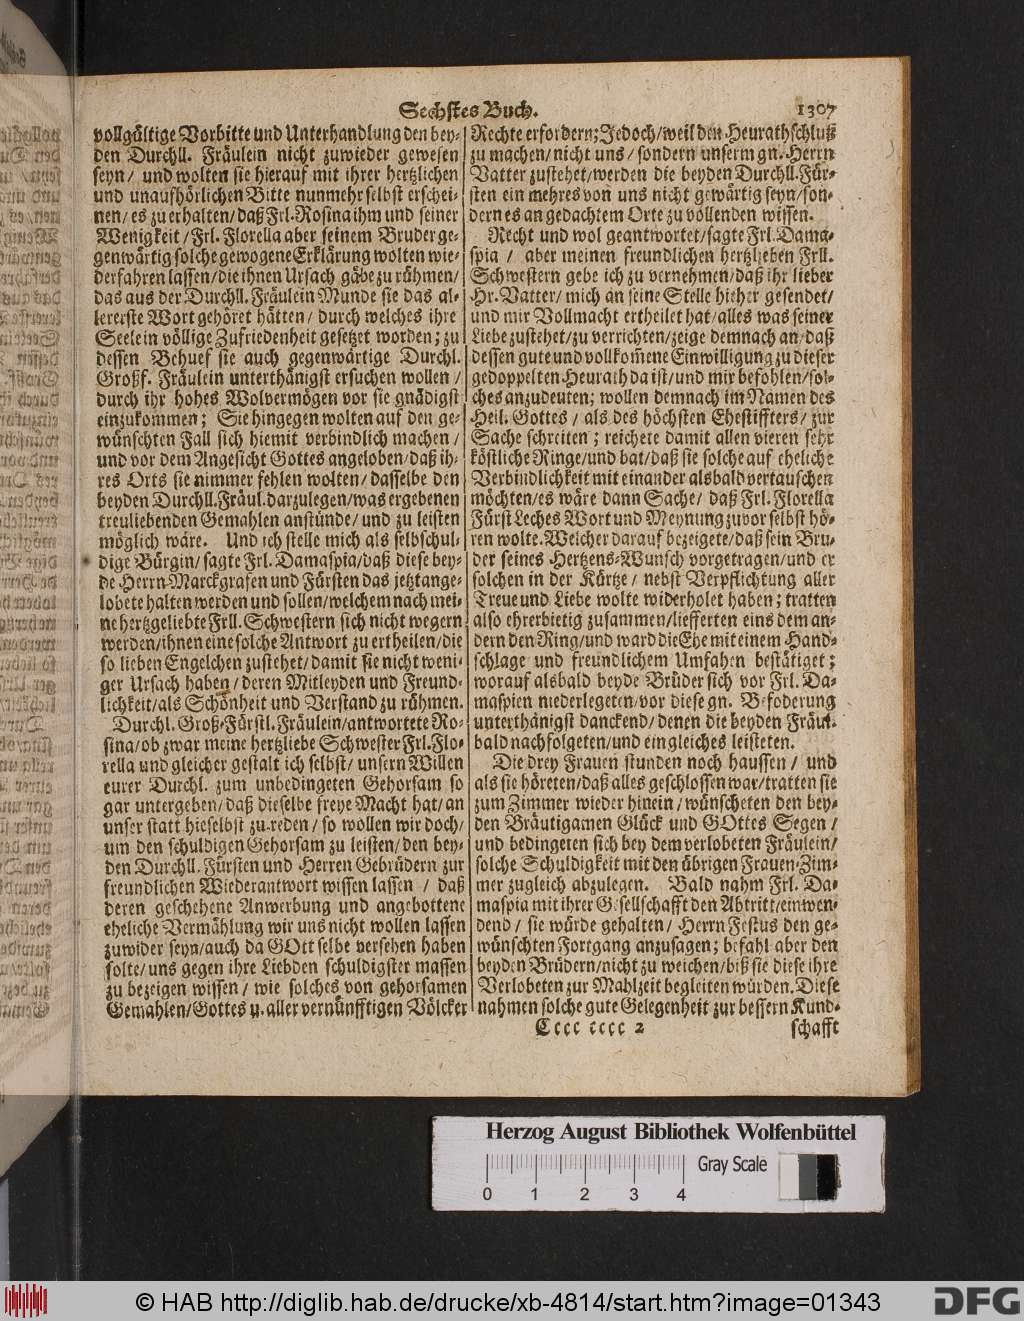 Sechstes Buch. 1307
vollgültige Vorbitte und Unterhandlung den bey-
den Durchll. Fräulein nicht zuwieder gewesen
seyn/ und wolten sie hierauf mit ihrer hertzlichen
und unaufhörlichen Bitte nunmehr selbst erschei-
nen/ es zu erhalten/ daß Frl. Rosina ihm und seiner
Wenigkeit/ Frl. Florella aber seinem Bruder ge-
genwärtig solche gewogene Erklärung wolten wie-
derfahren lassen/ die ihnen Ursach gäbe zu rühmen/
das aus der Durchll. Fräulein Munde sie das al-
lererste Wort gehöret hätten/ durch welches ihre
Seele in völlige Zufriedenheit gesetzet worden; zu
dessen Behuef sie auch gegenwärtige Durchl.
Großf. Fräulein unterthänigst ersuchen wollen/
durch ihr hohes Wolvermögen vor sie gnädigst
einzukommen; Sie hingegen wolten auf den ge-
wünschten Fall sich hiemit verbindlich machen/
und vor dem Angesicht Gottes angeloben/ daß ih-
res Orts sie nimmer fehlen wolten/ dasselbe den
beyden Durchll. Fräul. darzulegen/ was ergebenen
treuliebenden Gemahlen anstünde/ und zu leisten
möglich wäre. Und ich stelle mich als selbschul-
dige Bürgin/ sagte Frl. Damaspia/ daß diese bey-
de Herrn Marckgrafen und Fürsten das jetztange-
lobete halten werden und sollen/ welchem nach mei-
ne hertzgeliebte Frll. Schwestern sich nicht wegern
werden/ ihnen eine solche Antwort zu ertheilen/ die
so lieben Engelchen zustehet/ damit sie nicht weni-
ger Ursach haben/ deren Mitleyden und Freund-
lichkeit/ als Schönheit und Verstand zu rühmen.
Durchl. Groß-Fürstl. Fräulein/ antwortete Ro-
sina/ ob zwar meine hertzliebe Schwester Frl. Flo-
rella und gleicher gestalt ich selbst/ unsern Willen
eurer Durchl. zum unbedingeten Gehorsam so
gar untergeben/ daß dieselbe freye Macht hat/ an
unser statt hieselbst zu reden/ so wollen wir doch/
um den schuldigen Gehorsam zu leisten/ den bey-
den Durchll. Fürsten und Herren Gebrüdern zur
freundlichen Wiederantwort wissen lassen/ daß
deren geschehene Anwerbung und angebottene
eheliche Vermählung wir uns nicht wollen lassen
zuwider seyn/ auch da GOtt selbe versehen haben
solte/ uns gegen ihre Liebden schuldigster massen
zu bezeigen wissen/ wie solches von gehorsamen
Gemahlen/ Gottes u. aller vernünfftigen Völcker
Rechte erfordern; Jedoch/ weil den Heurathschluß
zu machen/ nicht uns/ sondern unserm gn. Herrn
Vatter zustehet/ werden die beyden Durchll. Für-
sten ein mehres von uns nicht gewärtig seyn/ son-
dern es an gedachtem Orte zu vollenden wissen.
Recht und wol geantwortet/ sagte Frl. Dama-
spia/ aber meinen freundlichen hertzlieben Frll.
Schwestern gebe ich zu vernehmen/ daß ihr lieber
Hr. Vatter/ mich an seine Stelle hieher gesendet/
und mir Vollmacht ertheilet hat/ alles was seiner
Liebe zustehet/ zu verrichten/ zeige demnach an/ daß
dessen gute und vollkom̄ene Einwilligung zu dieser
gedoppelten Heurath da ist/ und mir befohlen/ sol-
ches anzudeuten; wollen demnach im Namen des
Heil. Gottes/ als des höchsten Ehestiffters/ zur
Sache schreiten; reichete damit allen vieren sehr
köstliche Ringe/ und bat/ daß sie solche auf eheliche
Verbindlichkeit mit einander alsbald vertauschen
möchten/ es wäre dann Sache/ daß Frl. Florella
Fürst Leches Wort und Meynung zuvor selbst hö-
ren wolte. Welcher darauf bezeigete/ daß sein Bru-
der seines Hertzens-Wunsch vorgetragen/ und er
solchen in der Kürtze/ nebst Verpflichtung aller
Treue und Liebe wolte widerholet haben; tratten
also ehrerbietig zusammen/ liefferten eins dem an-
dern den Ring/ und ward die Ehe mit einem Hand-
schlage und freundlichem Umfahen bestätiget;
worauf alsbald beyde Brüder sich vor Frl. Da-
maspien niederlegeten/ vor diese gn. Befoderung
unterthänigst danckend/ denen die beyden Fräul.
bald nachfolgeten/ und ein gleiches leisteten.
Die drey Frauen stunden noch haussen/ und
als sie höreten/ daß alles geschlossen war/ tratten sie
zum Zimmer wieder hinein/ wünscheten den bey-
den Bräutigamen Glück und GOttes Segen/
und bedingeten sich bey dem verlobeten Fräulein/
solche Schuldigkeit mit den übrigen Frauen-Zim-
mer zugleich abzulegen. Bald nahm Frl. Da-
maspia mit ihrer Gesellschafft den Abtritt/ einwen-
dend/ sie würde gehalten/ Herrn Festus den ge-
wünschten Fortgang anzusagen; befahl aber den
beyden Brüdern/ nicht zu weichen/ biß sie diese ihre
Verlobeten zur Mahlzeit begleiten würden. Diese
nahmen solche gute Gelegenheit zur bessern Kund-
Cccc cccc 2 schafft
Herzog August Bibliothek Wolfenbüttel
Gray Scale
0 1 2 3 4
© HAB http://diglib.hab.de/drucke/xb-4814/start.htm?image=01343
DFG